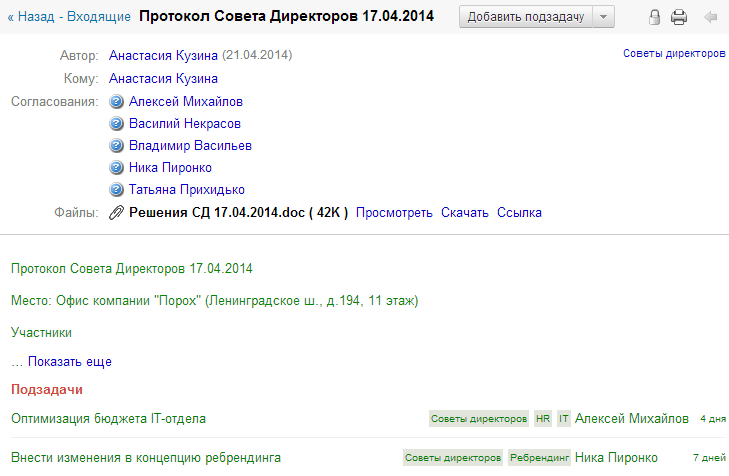 « Назад - Входящие Протокол Совета Директоров 17.04.2014 Добавить подзадачу
Автор: Анастасия Кузина (21.04.2014) Советы директоров
Кому: Анастасия Кузина
Согласования: Алексей Михайлов
Василий Некрасов
Владимир Васильев
Ника Пиронко
Татьяна Прихидько
Файлы: Решения СД 17.04.2014.doc ( 42K ) Просмотреть Скачать Ссылка
Протокол Совета Директоров 17.04.2014
Место: Офис компании "Порох" (Ленинградское ш., д.194, 11 этаж)
Участники
... Показать еще
Подзадачи
Оптимизация бюджета IT-отдела Советы директоров HR IT Алексей Михайлов 4 дня
Внести изменения в концепцию ребрендинга Советы директоров Ребрендинг Ника Пиронко 7 дней